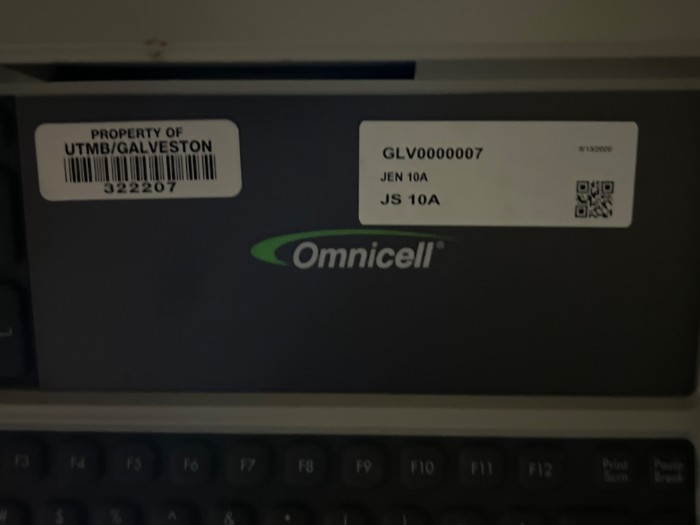 PROPERTY OF
UTMB/GALVESTON
322207
GLV0000007
JEN 10A
JS 10A
Omnicell®
F3 F4 F5 F6 F7 F8 F9 F10 F11 F12 Print Scrn Pause Break
# $ % ^ & * ( )